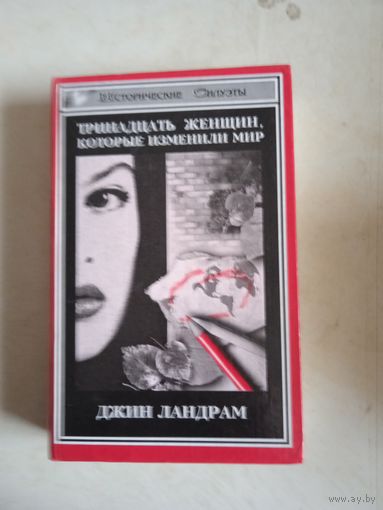 Исторические Силуэты
ТРИНАДЦАТЬ ЖЕНЩИН,
КОТОРЫЕ ИЗМЕНИЛИ МИР
ДЖИН ЛАНДРАМ
www.ay.by